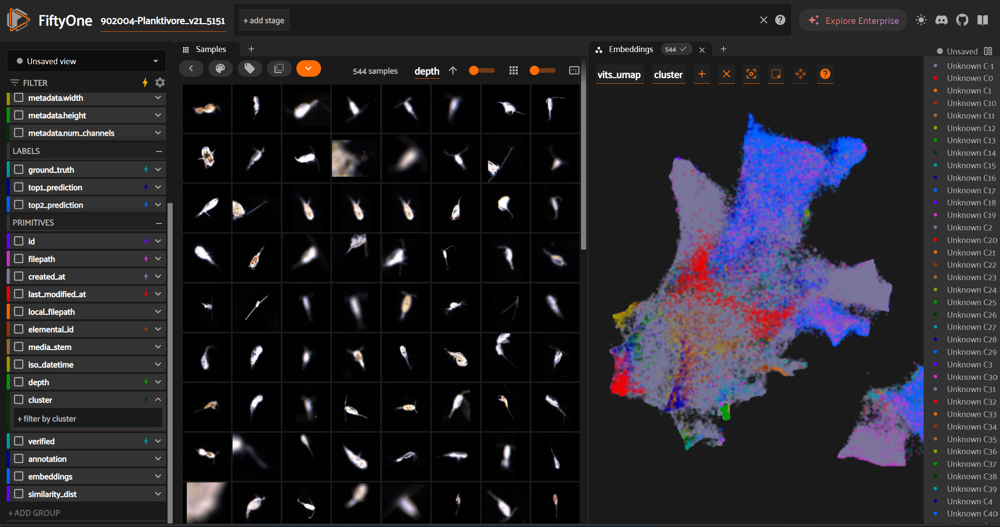 FiftyOne
902004-Planktivore_v21_5151
+ add stage
Explore Enterprise
Unsaved view
FILTER
metadata.width
metadata.height
metadata.num_channels
LABELS
ground_truth
top1_prediction
top2_prediction
PRIMITIVES
id
filepath
created_at
last_modified_at
local_filepath
elemental_id
media_stem
iso_datetime
depth
cluster
+ filter by cluster
verified
annotation
embeddings
similarity_dist
+ ADD GROUP
Samples
544 samples
depth
Embeddings
544
Unsaved
vits_umap
cluster
Unknown C-1
Unknown C0
Unknown C1
Unknown C10
Unknown C11
Unknown C12
Unknown C13
Unknown C14
Unknown C15
Unknown C16
Unknown C17
Unknown C18
Unknown C19
Unknown C2
Unknown C20
Unknown C21
Unknown C22
Unknown C23
Unknown C24
Unknown C25
Unknown C26
Unknown C27
Unknown C28
Unknown C29
Unknown C3
Unknown C30
Unknown C31
Unknown C32
Unknown C33
Unknown C34
Unknown C35
Unknown C36
Unknown C37
Unknown C38
Unknown C39
Unknown C4
Unknown C40